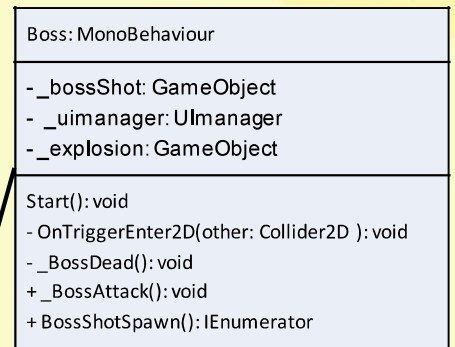 Boss: MonoBehaviour
- _bossShot: GameObject
- _uimanager: UImanager
- _explosion: GameObject
Start(): void
- OnTriggerEnter2D(other: Collider2D ): void
- _BossDead(): void
+ _BossAttack(): void
+ BossShotSpawn(): IEnumerator